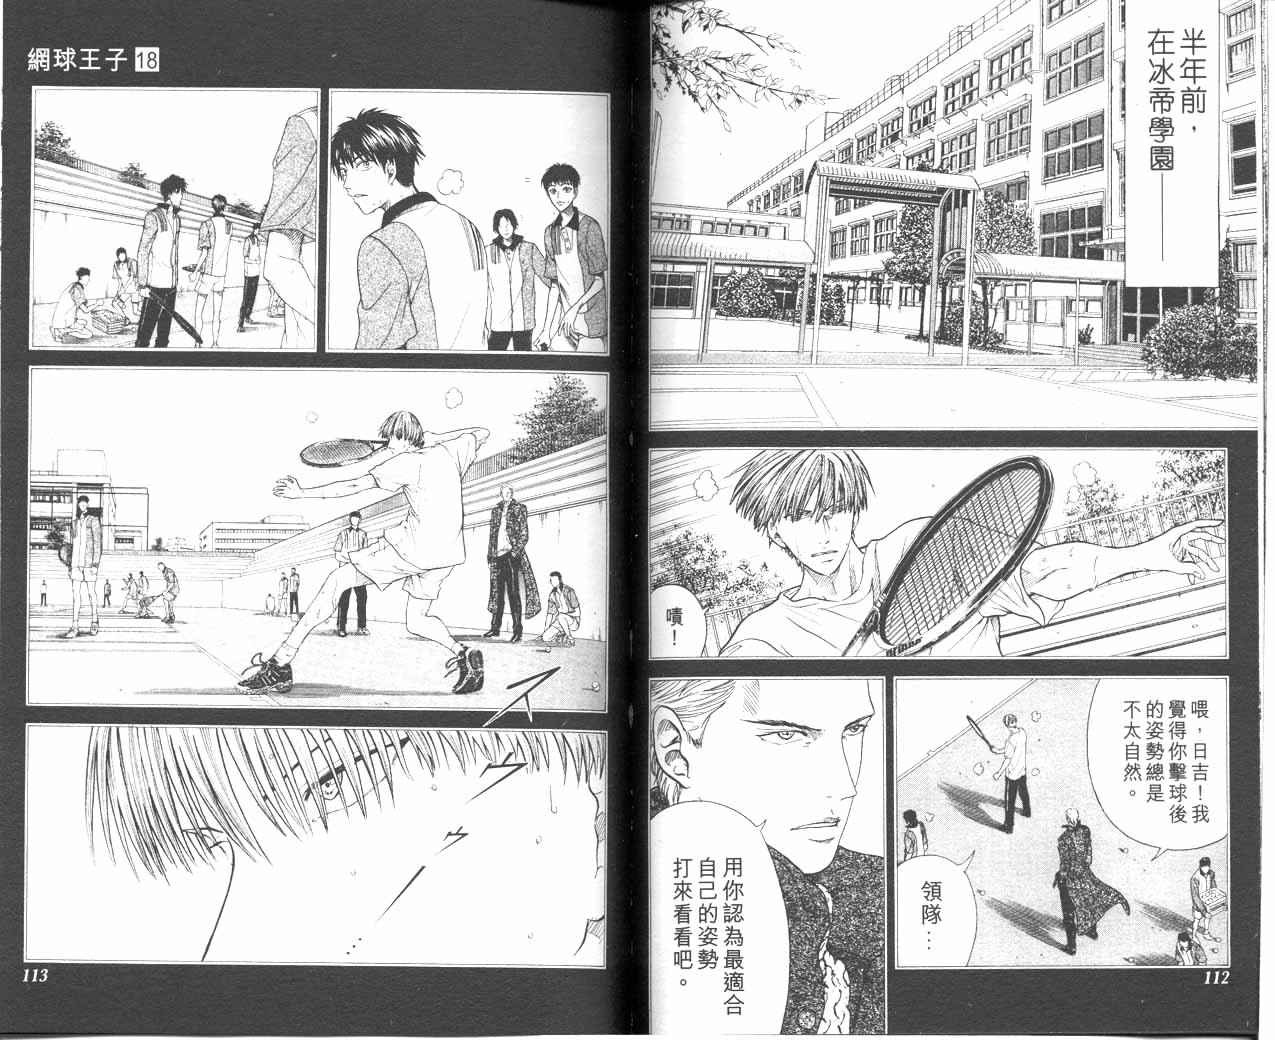 半年前，
在冰帝學園——
嘖！
喂，日吉！我
覺得你擊球後
的姿勢總是
不太自然。
領隊…
用你認為最適合
自己的姿勢
打來看看吧。
112
網球王子 18
113